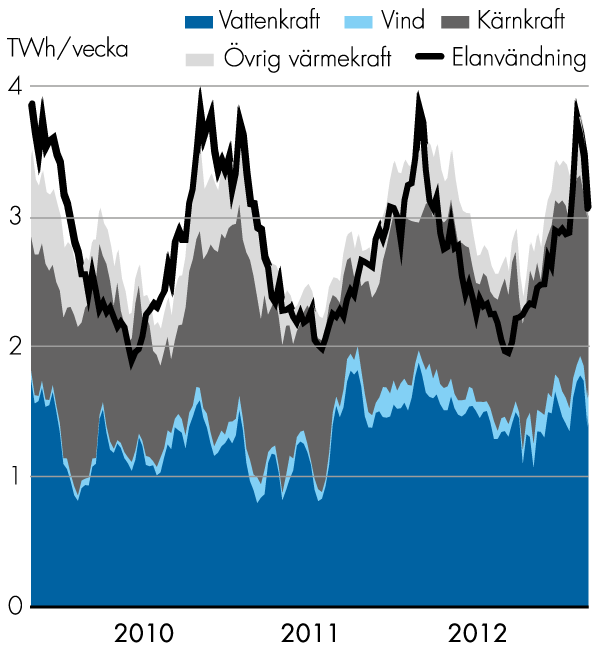 Vattenkraft Vind Kärnkraft
TWh/vecka
Övrig värmekraft Elanvändning
4
3
2
1
0
2010 2011 2012